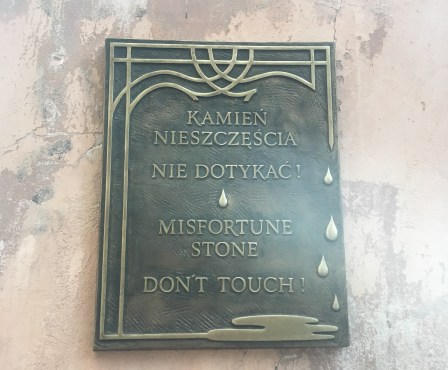 KAMIEŃ
NIESZCZĘŚCIA
NIE DOTYKAĆ!
MISFORTUNE
STONE
DON'T TOUCH!